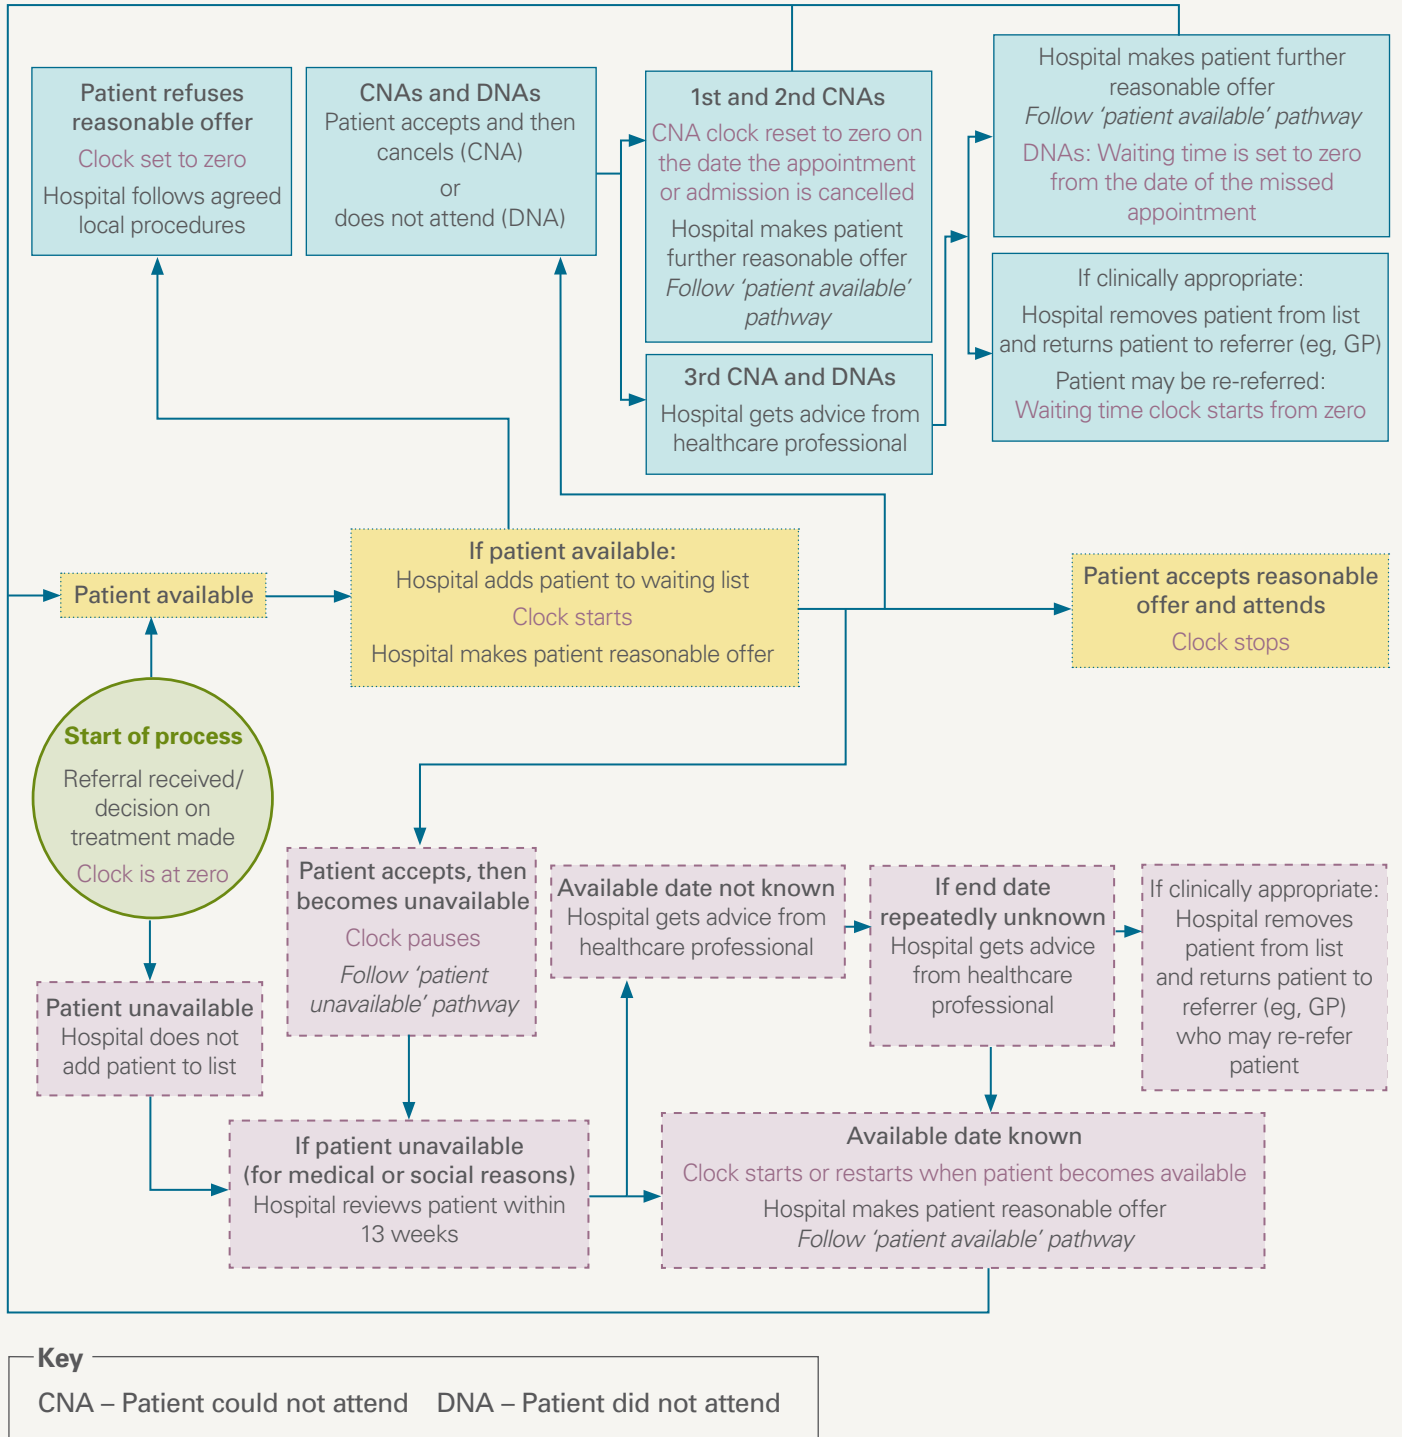 Patient refuses
reasonable offer
Clock set to zero
Hospital follows agreed
local procedures
CNAs and DNAs
Patient accepts and then
cancels (CNA)
or
does not attend (DNA)
1st and 2nd CNAs
CNA clock reset to zero on
the date the appointment
or admission is cancelled
Hospital makes patient
further reasonable offer
Follow ‘patient available’
pathway
3rd CNA and DNAs
Hospital gets advice from
healthcare professional
Hospital makes patient further
reasonable offer
Follow ‘patient available’ pathway
DNAs: Waiting time is set to zero
from the date of the missed
appointment
If clinically appropriate:
Hospital removes patient from list
and returns patient to referrer (eg, GP)
Patient may be re-referred:
Waiting time clock starts from zero
Patient available
If patient available:
Hospital adds patient to waiting list
Clock starts
Hospital makes patient reasonable offer
Patient accepts reasonable
offer and attends
Clock stops
Start of process
Referral received/
decision on
treatment made
Clock is at zero
Patient unavailable
Hospital does not
add patient to list
Patient accepts, then
becomes unavailable
Clock pauses
Follow ‘patient
unavailable’ pathway
If patient unavailable
(for medical or social reasons)
Hospital reviews patient within
13 weeks
Available date not known
Hospital gets advice from
healthcare professional
If end date
repeatedly unknown
Hospital gets advice
from healthcare
professional
If clinically appropriate:
Hospital removes
patient from list
and returns patient to
referrer (eg, GP)
who may re-refer
patient
Available date known
Clock starts or restarts when patient becomes available
Hospital makes patient reasonable offer
Follow ‘patient available’ pathway
Key
CNA – Patient could not attend DNA – Patient did not attend